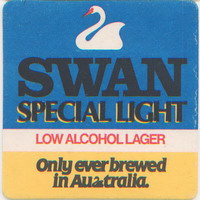 SWAN
SPECIAL LIGHT
LOW ALCOHOL LAGER
Only ever brewed
in Australia.